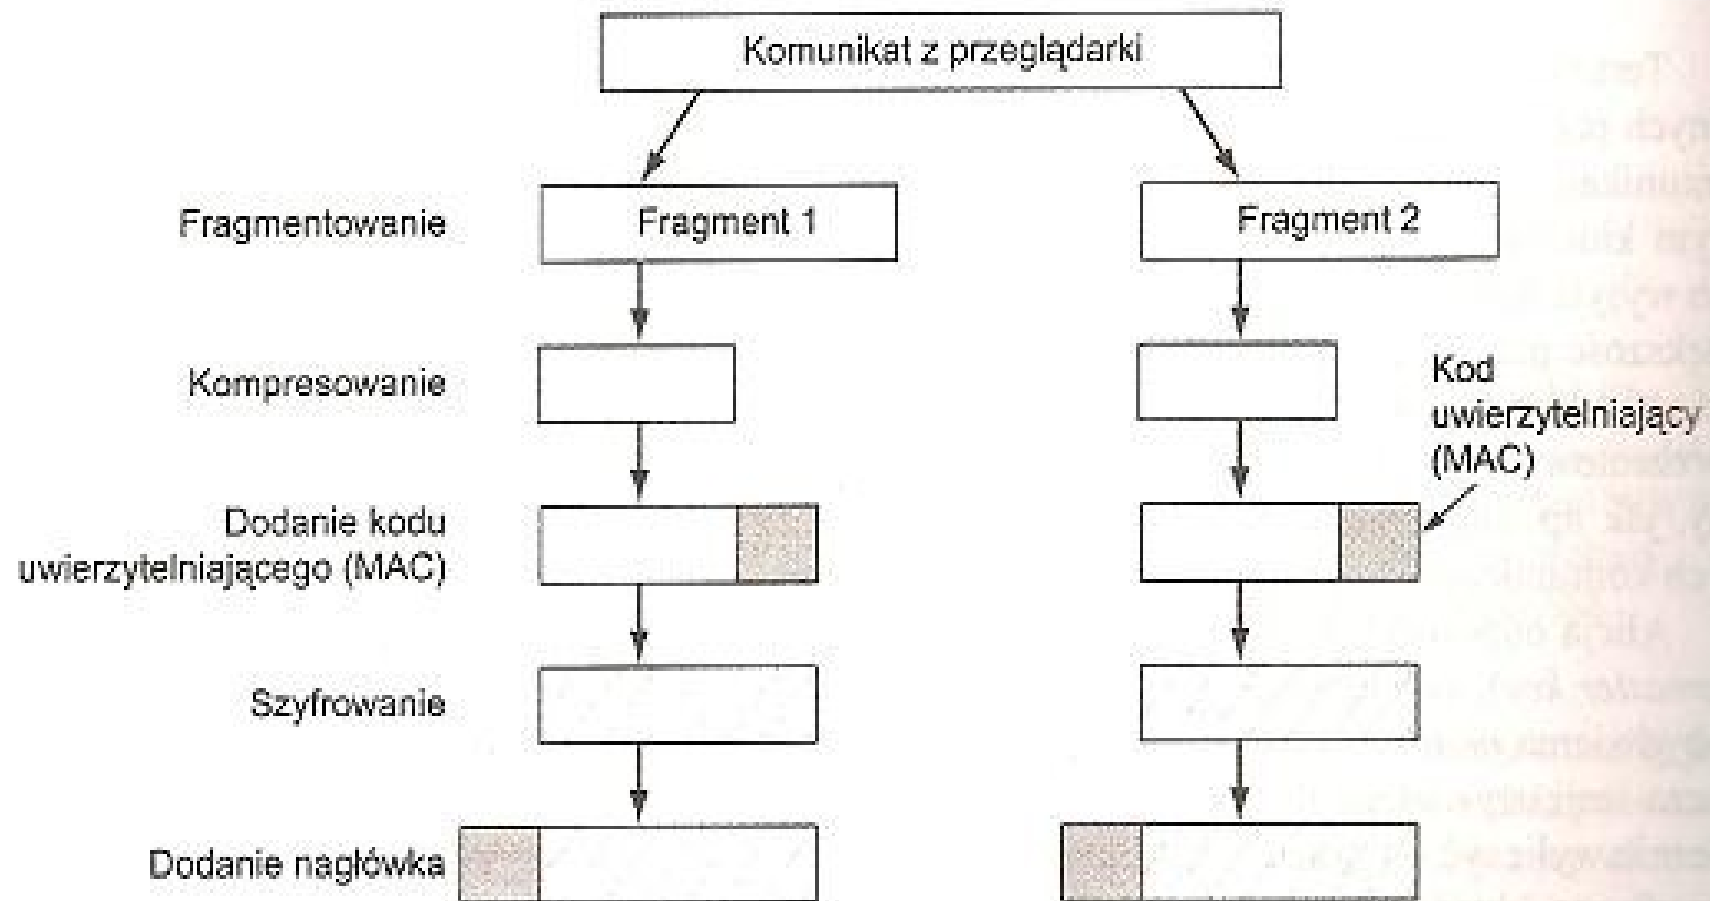 Komunikat z przeglądarki
Fragmentowanie
Fragment 1
Fragment 2
Kompresowanie
Kod
uwierzytelniający
(MAC)
Dodanie kodu
uwierzytelniającego (MAC)
Szyfrowanie
Dodanie nagłówka